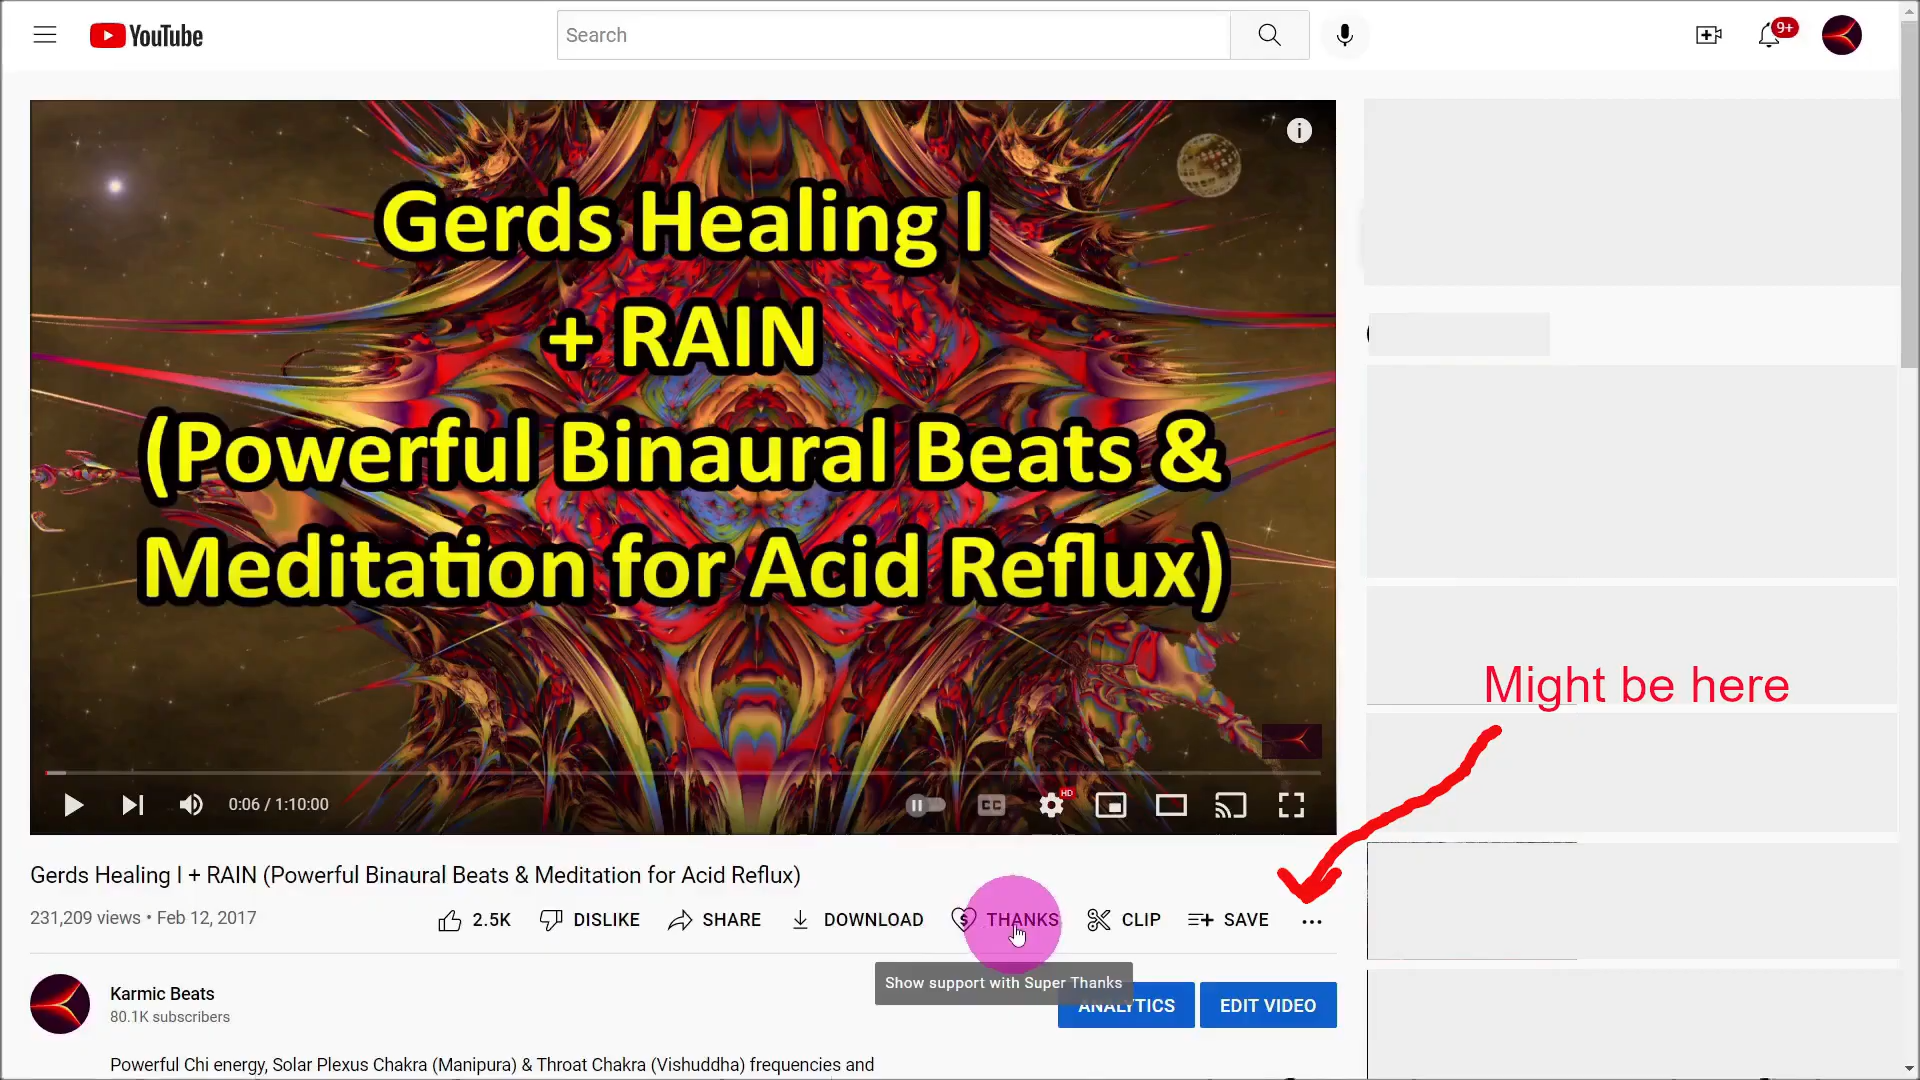 YouTube
Search
9+
Gerds Healing I
+ RAIN
(Powerful Binaural Beats &
Meditation for Acid Reflux)
Might be here
0:06 / 1:10:00
CC
HD
Gerds Healing I + RAIN (Powerful Binaural Beats & Meditation for Acid Reflux)
231,209 views • Feb 12, 2017
2.5K
DISLIKE
SHARE
DOWNLOAD
THANKS
CLIP
SAVE
Show support with Super Thanks
Karmic Beats
80.1K subscribers
ANALYTICS
EDIT VIDEO
Powerful Chi energy, Solar Plexus Chakra (Manipura) & Throat Chakra (Vishuddha) frequencies and